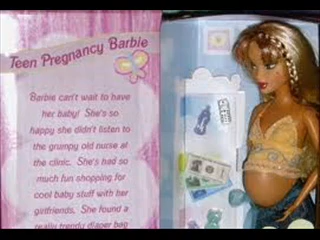 Teen Pregnancy Barbie
Barbie can't wait to have
her baby! She's so
happy she didn't listen to
the grumpy old nurse at
the clinic. She's had so
much fun shopping for
cool baby stuff with her
girlfriends. She found a
really trendy diaper bag